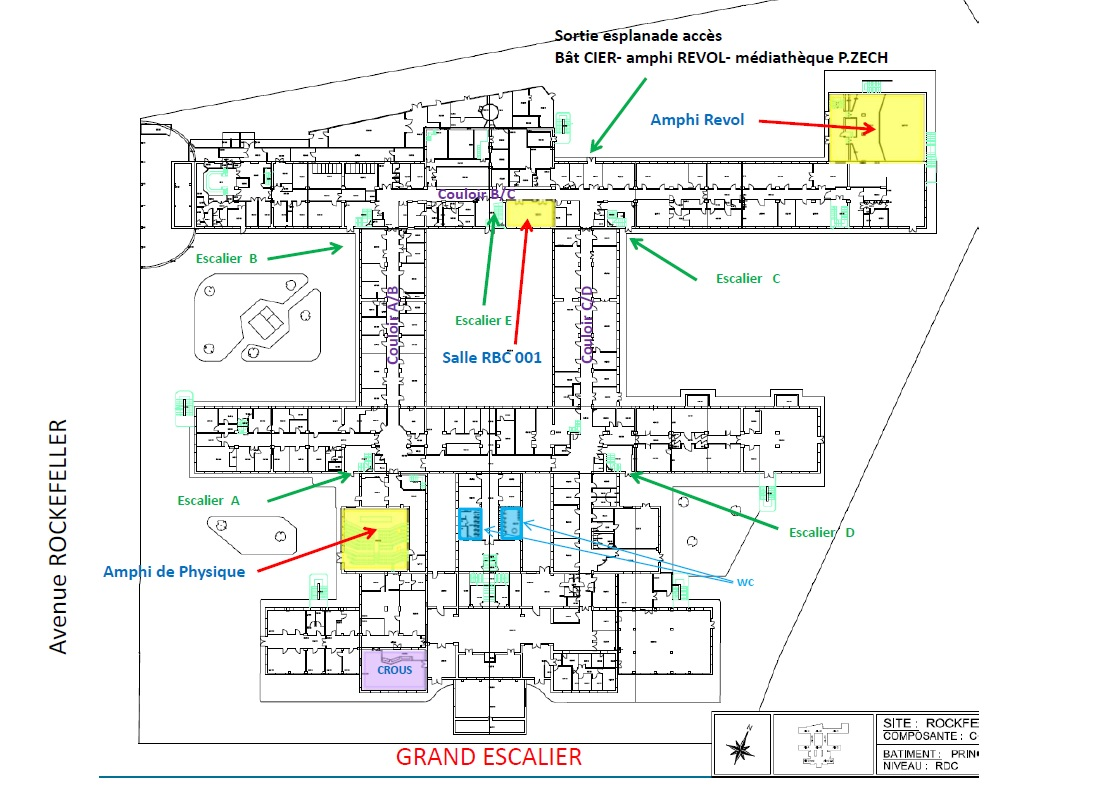 Sortie esplanade accès
Bât CIER- amphi REVOL- médiathèque P.ZECH
Amphi Revol
Couloir B/C
Escalier B
Escalier C
Escalier E
Couloir A/B
Couloir C/D
Salle RBC 001
Avenue ROCKEFELLER
Escalier A
Escalier D
Amphi de Physique
WC
CROUS
GRAND ESCALIER
N
SITE : ROCKFE
COMPOSANTE : C
BATIMENT : PRIN
NIVEAU : RDC